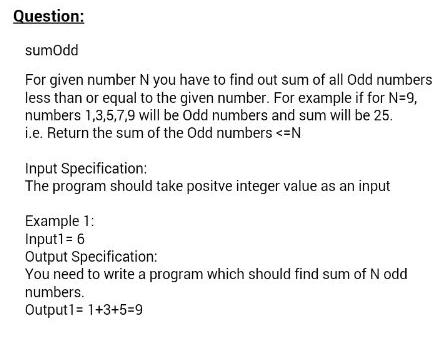 Question:
sumOdd
For given number N you have to find out sum of all Odd numbers
less than or equal to the given number. For example if for N=9,
numbers 1,3,5,7,9 will be Odd numbers and sum will be 25.
i.e. Return the sum of the Odd numbers <=N
Input Specification:
The program should take positve integer value as an input
Example 1:
Input1= 6
Output Specification:
You need to write a program which should find sum of N odd
numbers.
Output1= 1+3+5=9